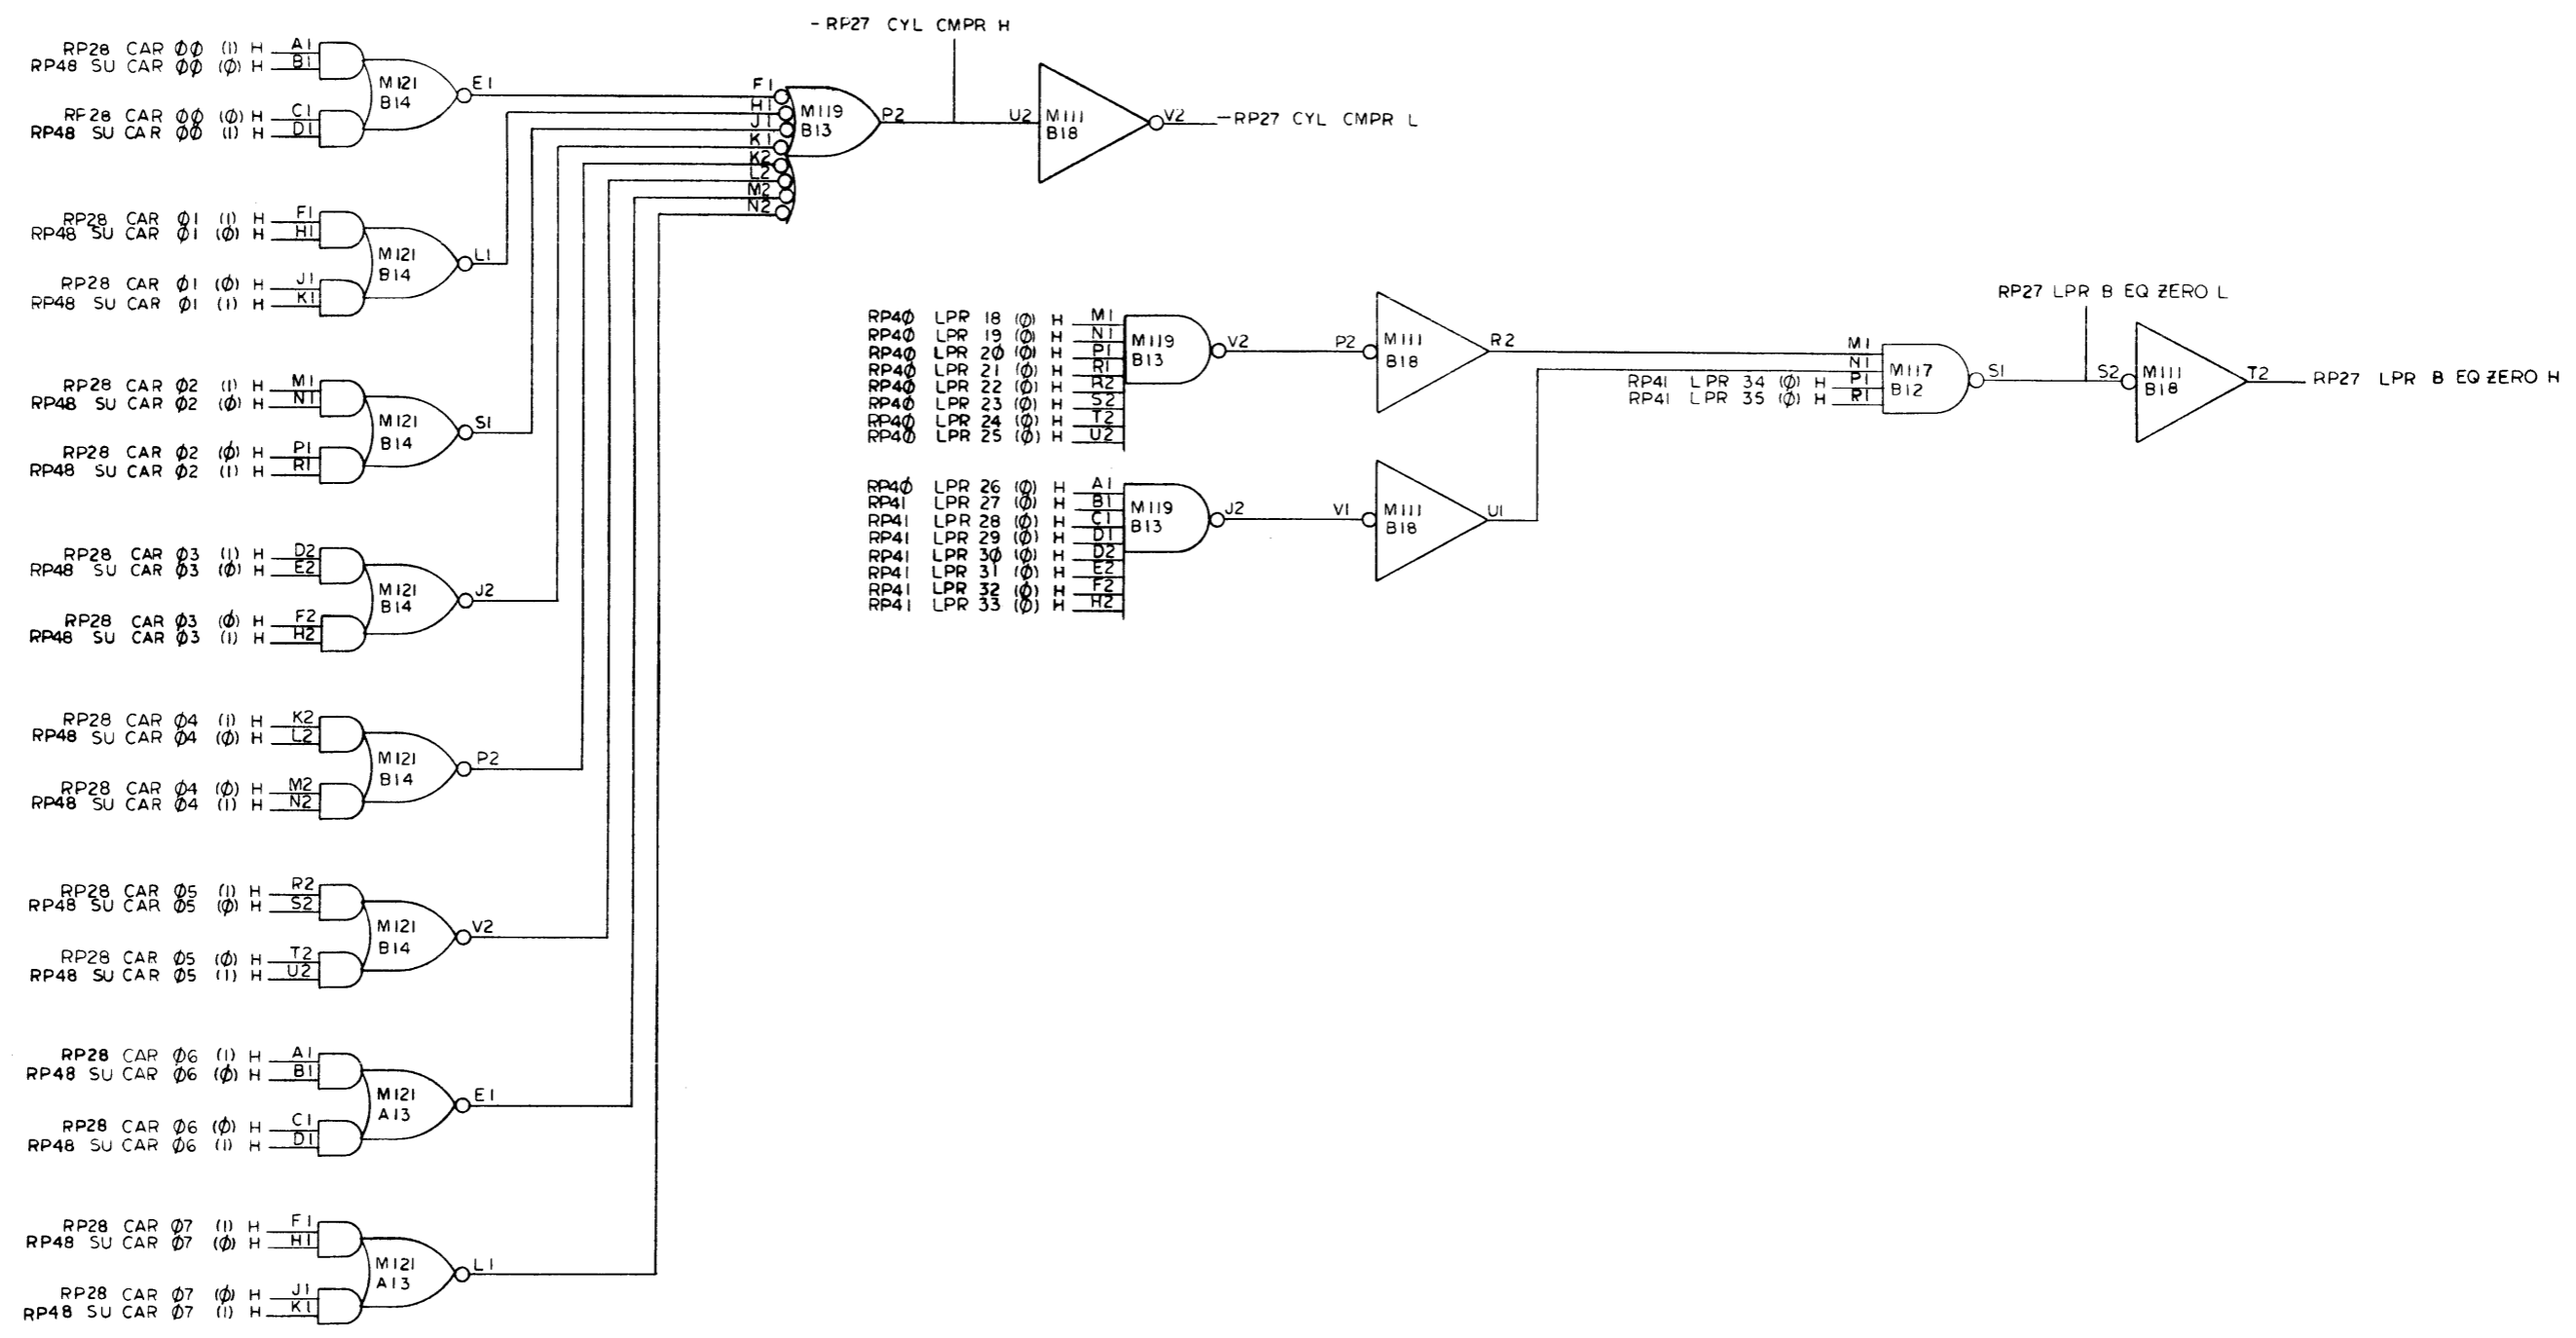 - RP27 CYL CMPR H
RP28 CAR ØØ (1) H A1
RP48 SU CAR ØØ (Ø) H B1
M121
B14
E1
RP28 CAR ØØ (Ø) H C1
RP48 SU CAR ØØ (1) H D1
F1
H1
J1
K1
K2
L2
M2
N2
M119
B13
P2
U2
M111
B18
V2
-RP27 CYL CMPR L
RP28 CAR Ø1 (1) H F1
RP48 SU CAR Ø1 (Ø) H H1
M121
B14
L1
RP28 CAR Ø1 (Ø) H J1
RP48 SU CAR Ø1 (1) H K1
RP28 CAR Ø2 (1) H M1
RP48 SU CAR Ø2 (Ø) H N1
M121
B14
S1
RP28 CAR Ø2 (Ø) H P1
RP48 SU CAR Ø2 (1) H R1
RP28 CAR Ø3 (1) H D2
RP48 SU CAR Ø3 (Ø) H E2
M121
B14
J2
RP28 CAR Ø3 (Ø) H F2
RP48 SU CAR Ø3 (1) H H2
RP28 CAR Ø4 (1) H K2
RP48 SU CAR Ø4 (Ø) H L2
M121
B14
P2
RP28 CAR Ø4 (Ø) H M2
RP48 SU CAR Ø4 (1) H N2
RP28 CAR Ø5 (1) H R2
RP48 SU CAR Ø5 (Ø) H S2
M121
B14
V2
RP28 CAR Ø5 (Ø) H T2
RP48 SU CAR Ø5 (1) H U2
RP28 CAR Ø6 (1) H A1
RP48 SU CAR Ø6 (Ø) H B1
M121
A13
E1
RP28 CAR Ø6 (Ø) H C1
RP48 SU CAR Ø6 (1) H D1
RP28 CAR Ø7 (1) H F1
RP48 SU CAR Ø7 (Ø) H H1
M121
A13
L1
RP28 CAR Ø7 (Ø) H J1
RP48 SU CAR Ø7 (1) H K1
RP4Ø LPR 18 (Ø) H M1
RP4Ø LPR 19 (Ø) H N1
RP4Ø LPR 2Ø (Ø) H P1
RP4Ø LPR 21 (Ø) H R1
RP4Ø LPR 22 (Ø) H R2
RP4Ø LPR 23 (Ø) H S2
RP4Ø LPR 24 (Ø) H T2
RP4Ø LPR 25 (Ø) H U2
M119
B13
V2
P2
M111
B18
R2
RP4Ø LPR 26 (Ø) H A1
RP41 LPR 27 (Ø) H B1
RP41 LPR 28 (Ø) H C1
RP41 LPR 29 (Ø) H D1
RP41 LPR 3Ø (Ø) H D2
RP41 LPR 31 (Ø) H E2
RP41 LPR 32 (Ø) H F2
RP41 LPR 33 (Ø) H H2
M119
B13
J2
V1
M111
B18
U1
M1
N1
RP41 LPR 34 (Ø) H P1
RP41 LPR 35 (Ø) H R1
M117
B12
S1
RP27 LPR B EQ ZERO L
S2
M111
B18
T2
RP27 LPR B EQ ZERO H